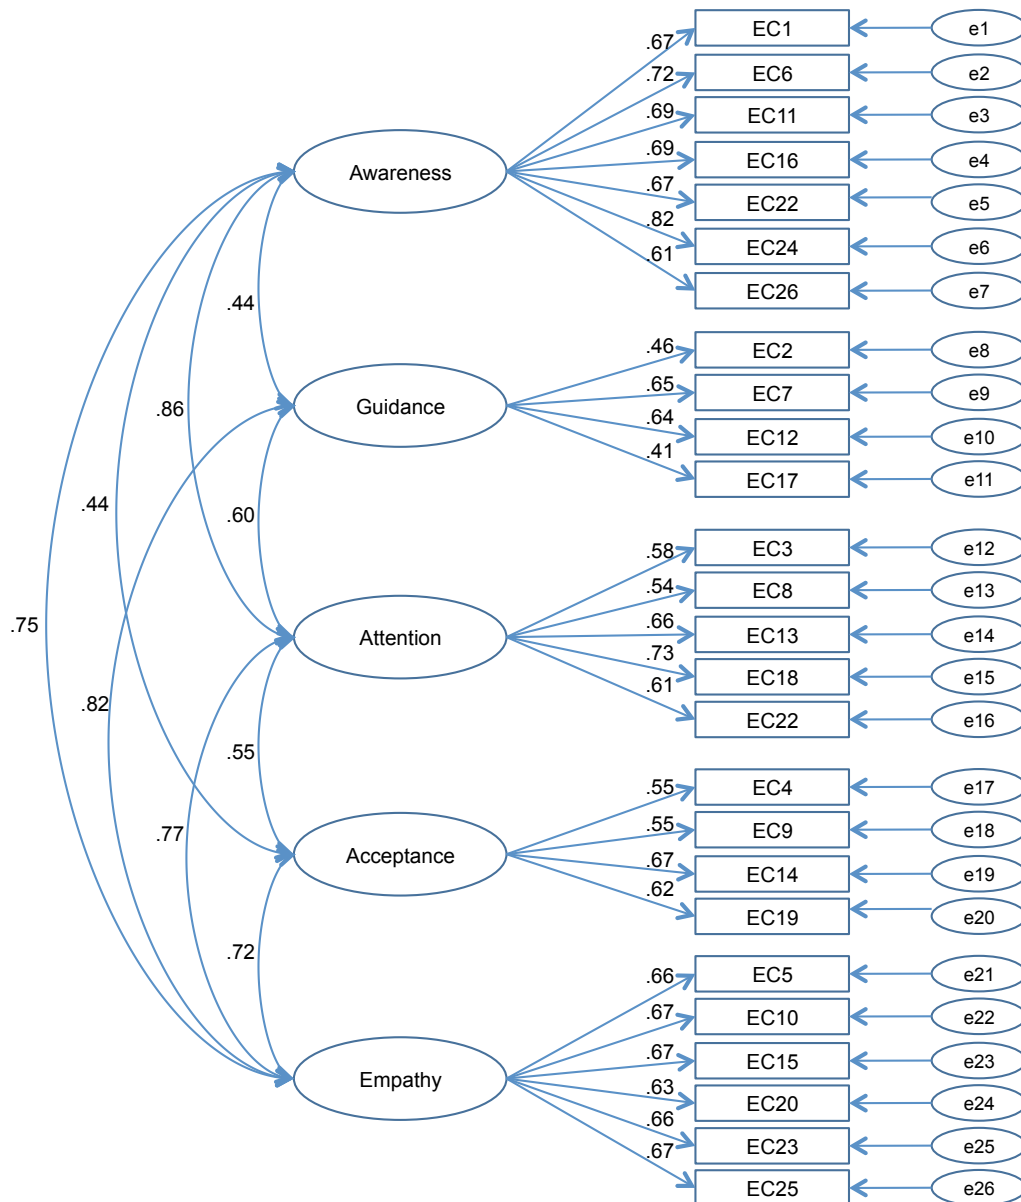 .67 EC1 e1
.72 EC6 e2
.69 EC11 e3
.69 EC16 e4
Awareness
.67 EC22 e5
.82 EC24 e6
.61 EC26 e7
.44
.46 EC2 e8
.65 EC7 e9
Guidance
.86
.64 EC12 e10
.41 EC17 e11
.44 .60
.58 EC3 e12
.54 EC8 e13
.75
Attention
.66 EC13 e14
.73 EC18 e15
.82
.61 EC22 e16
.55
.55 EC4 e17
.77
.55 EC9 e18
Acceptance
.67 EC14 e19
.62 EC19 e20
.72
.66 EC5 e21
.67 EC10 e22
.67 EC15 e23
Empathy
.63 EC20 e24
.66 EC23 e25
.67 EC25 e26